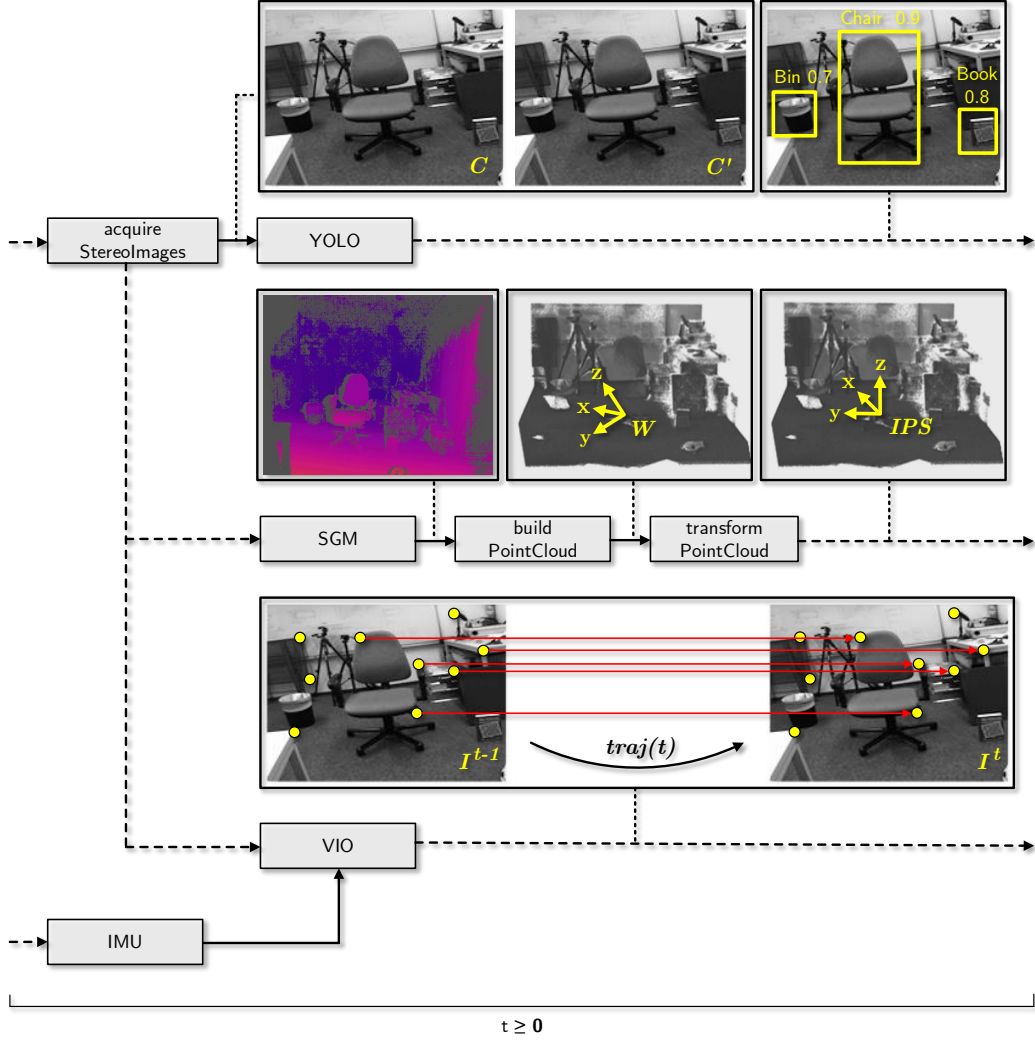 Chair 0.9
Bin 0.7
Book
0.8
C
C'
acquire
StereoImages
YOLO
z
x
y
W
z
x
y
IPS
SGM
build
PointCloud
transform
PointCloud
I^{t-1}
traj(t)
I^t
VIO
IMU
t ≥ 0